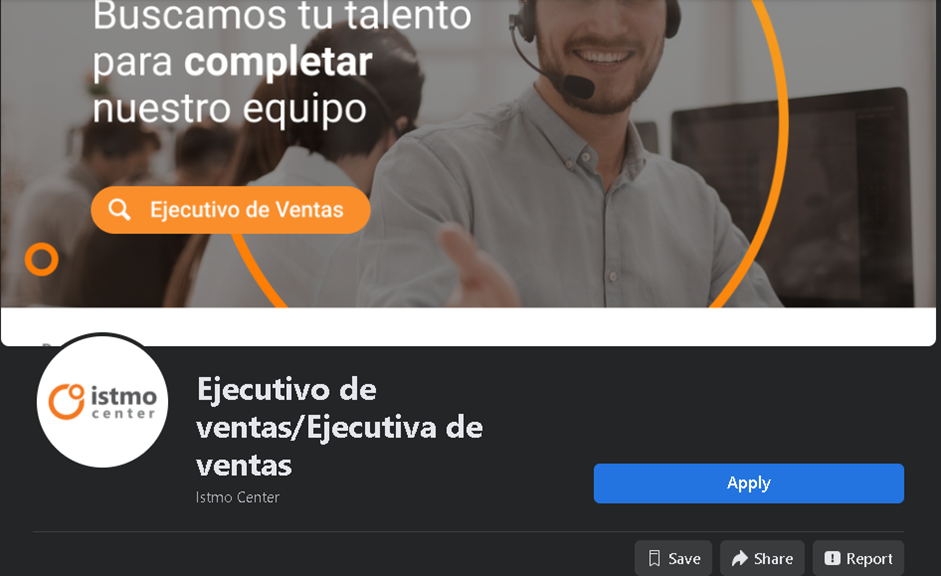 Buscamos tu talento
para completar
nuestro equipo
Ejecutivo de Ventas
istmo
center
Ejecutivo de
ventas/Ejecutiva de
ventas
Istmo Center
Apply
Save
Share
Report